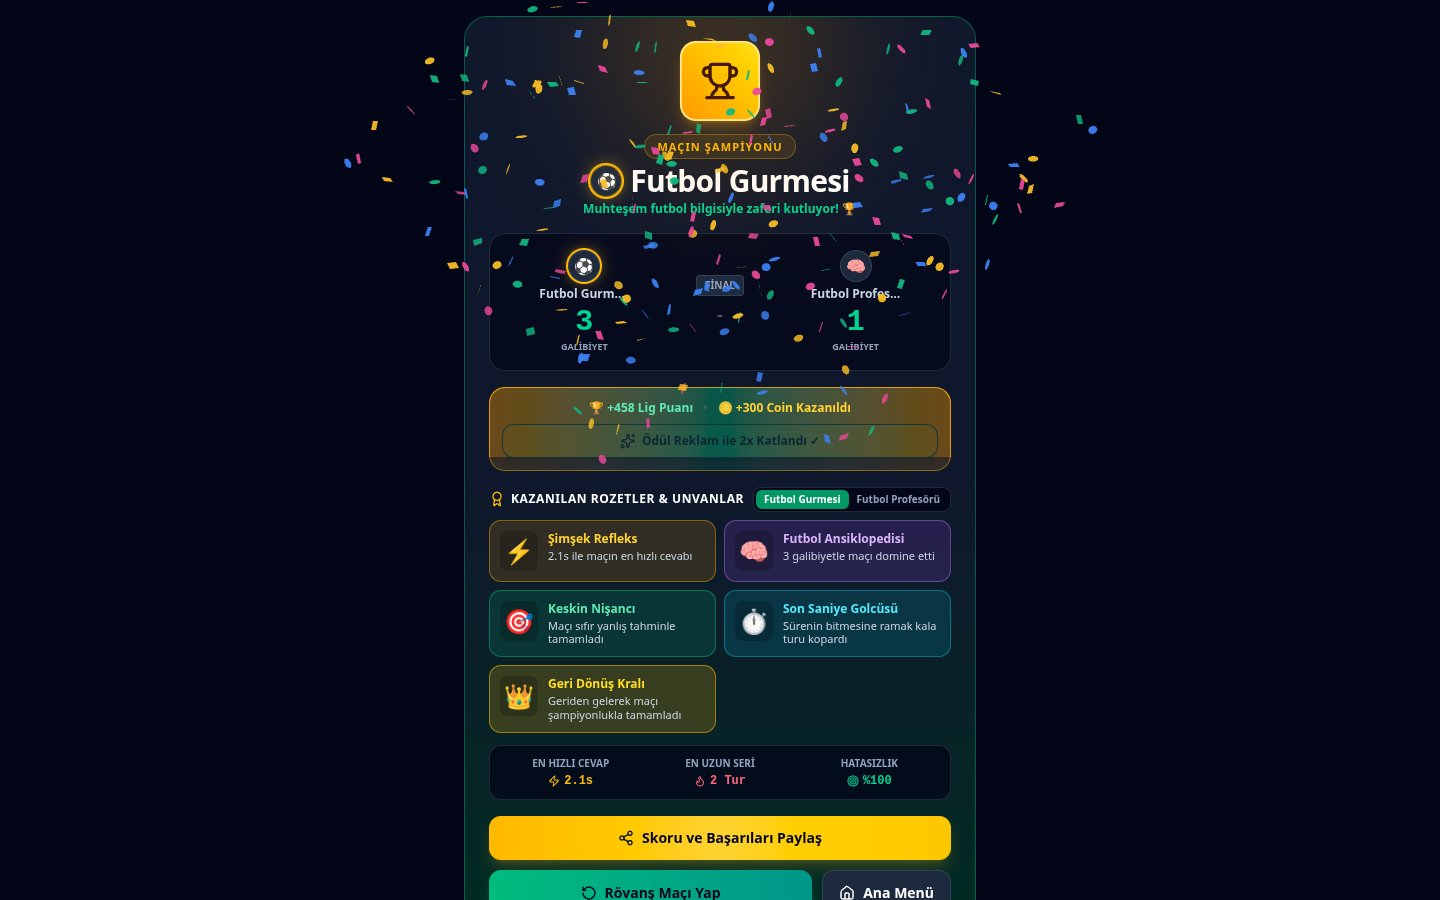 MAÇIN ŞAMPİYONU
Futbol Gurmesi
Muhteşem futbol bilgisiyle zaferi kutluyor!
Futbol Gurm...
FİNAL
Futbol Profes...
3
-
1
GALİBİYET
GALİBİYET
+458 Lig Puanı • +300 Coin Kazanıldı
Ödül Reklam ile 2x Katlandı ✓
KAZANILAN ROZETLER & UNVANLAR
Futbol Gurmesi
Futbol Profesörü
Şimşek Refleks
2.1s ile maçın en hızlı cevabı
Futbol Ansiklopedisi
3 galibiyetle maçı domine etti
Keskin Nişancı
Maçı sıfır yanlış tahminle
tamamladı
Son Saniye Golcüsü
Sürenin bitmesine ramak kala
turu kopardı
Geri Dönüş Kralı
Geriden gelerek maçı
şampiyonlukla tamamladı
EN HIZLI CEVAP
EN UZUN SERİ
HATASIZLIK
2.1s
2 Tur
%100
Skoru ve Başarıları Paylaş
Rövanş Maçı Yap
Ana Menü